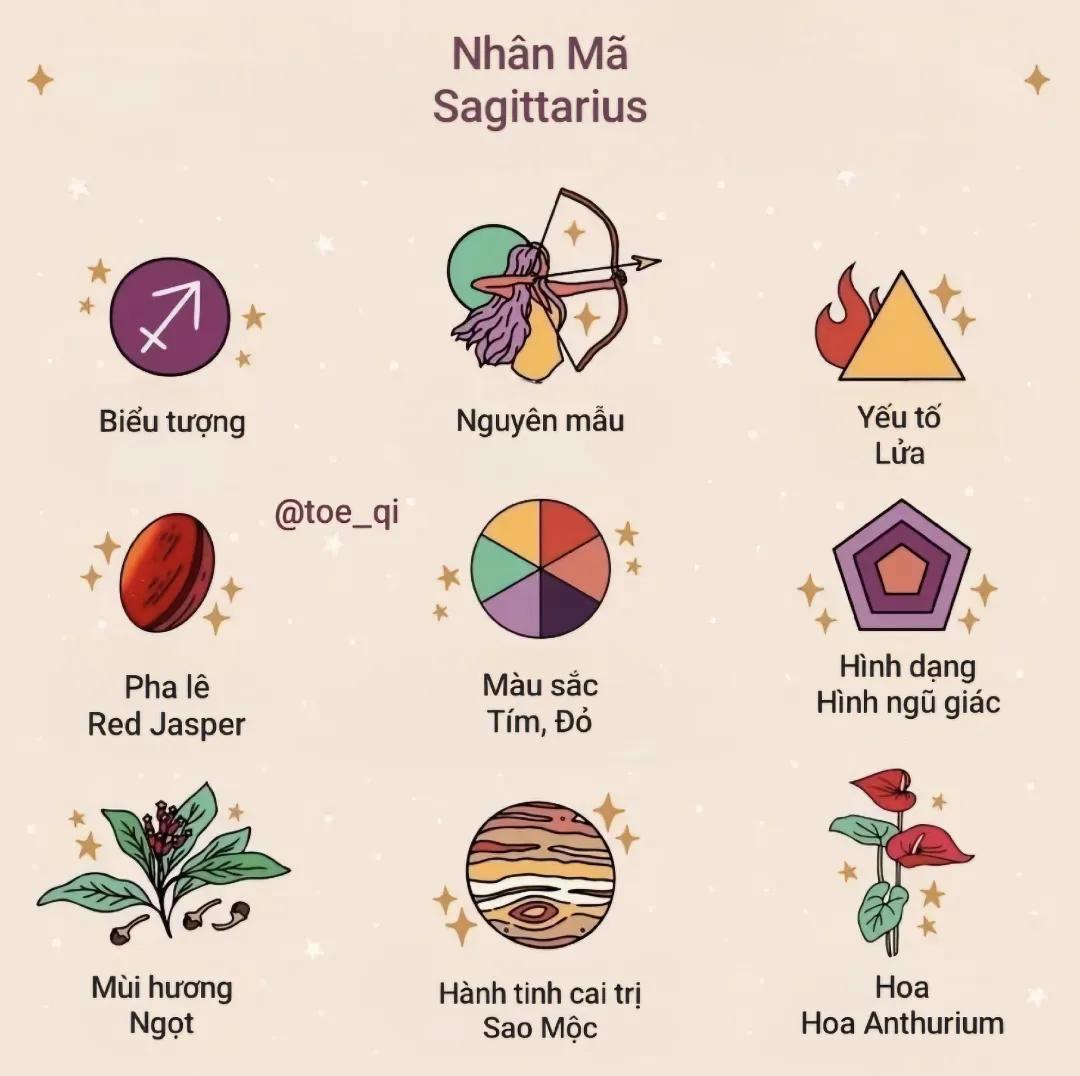 Nhân Mã
Sagittarius
Biểu tượng
Nguyên mẫu
Yếu tố
Lửa
@toe_qi
Pha lê
Red Jasper
Màu sắc
Tím, Đỏ
Hình dạng
Hình ngũ giác
Mùi hương
Ngọt
Hành tinh cai trị
Sao Mộc
Hoa
Hoa Anthurium